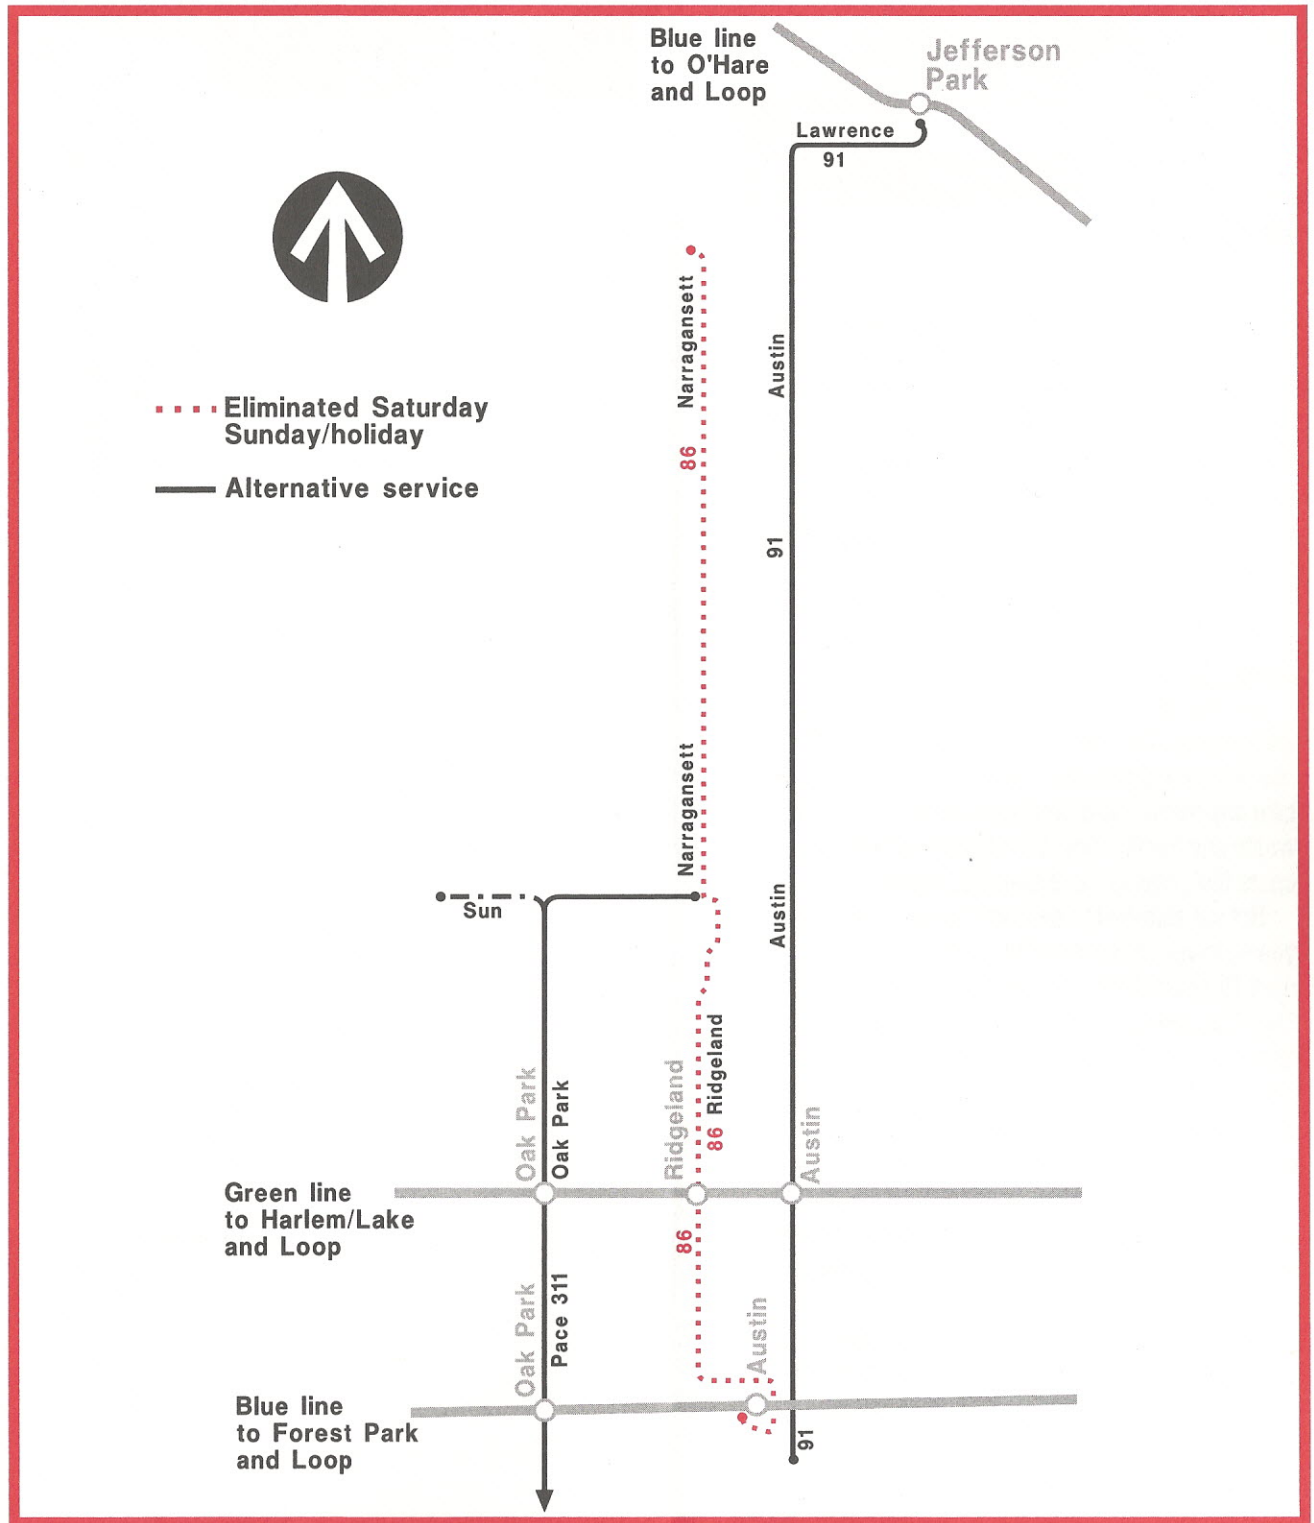 Blue line
to O'Hare
and Loop
Jefferson
Park
Lawrence
91
Narragansett
Austin
86
Eliminated Saturday
Sunday/holiday
Alternative service
91
Narragansett
Austin
Sun
Oak Park
Oak Park
Ridgeland
86 Ridgeland
Austin
Green line
to Harlem/Lake
and Loop
86
Oak Park
Pace 311
Austin
Blue line
to Forest Park
and Loop
91